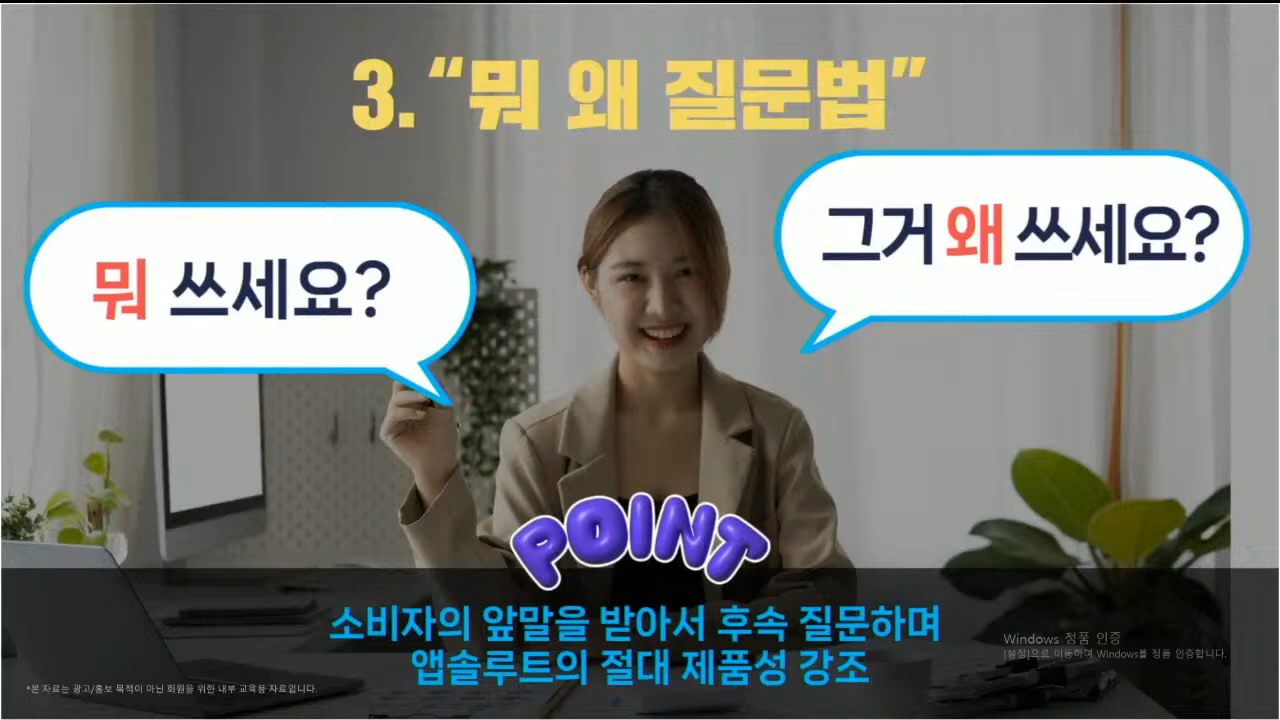 3. “뭐 왜 질문법”
뭐 쓰세요?
그거 왜 쓰세요?
POINT
소비자의 앞말을 받아서 후속 질문하며
앱솔루트의 절대 제품성 강조
Windows 정품 인증
[설정]으로 이동하여 Windows를 정품 인증합니다.
*본 자료는 광고/홍보 목적이 아닌 회원을 위한 내부 교육용 자료입니다.